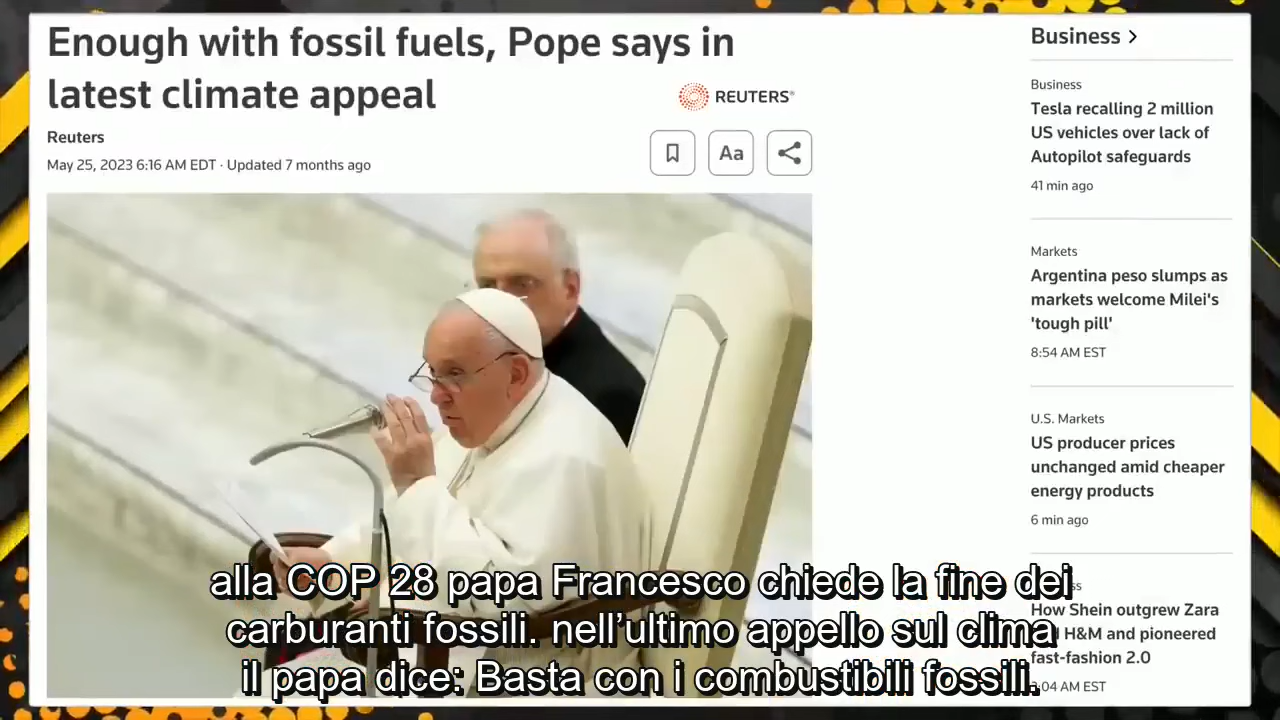 Enough with fossil fuels, Pope says in
latest climate appeal
REUTERS®
Reuters
May 25, 2023 6:16 AM EDT · Updated 7 months ago
Aa
Business >
Business
Tesla recalling 2 million
US vehicles over lack of
Autopilot safeguards
41 min ago
Markets
Argentina peso slumps as
markets welcome Milei's
'tough pill'
8:54 AM EST
U.S. Markets
US producer prices
unchanged amid cheaper
energy products
6 min ago
How Shein outgrew Zara
H&M and pioneered
fast-fashion 2.0
:04 AM EST
alla COP 28 papa Francesco chiede la fine dei
carburanti fossili. nell'ultimo appello sul clima
il papa dice: Basta con i combustibili fossili.